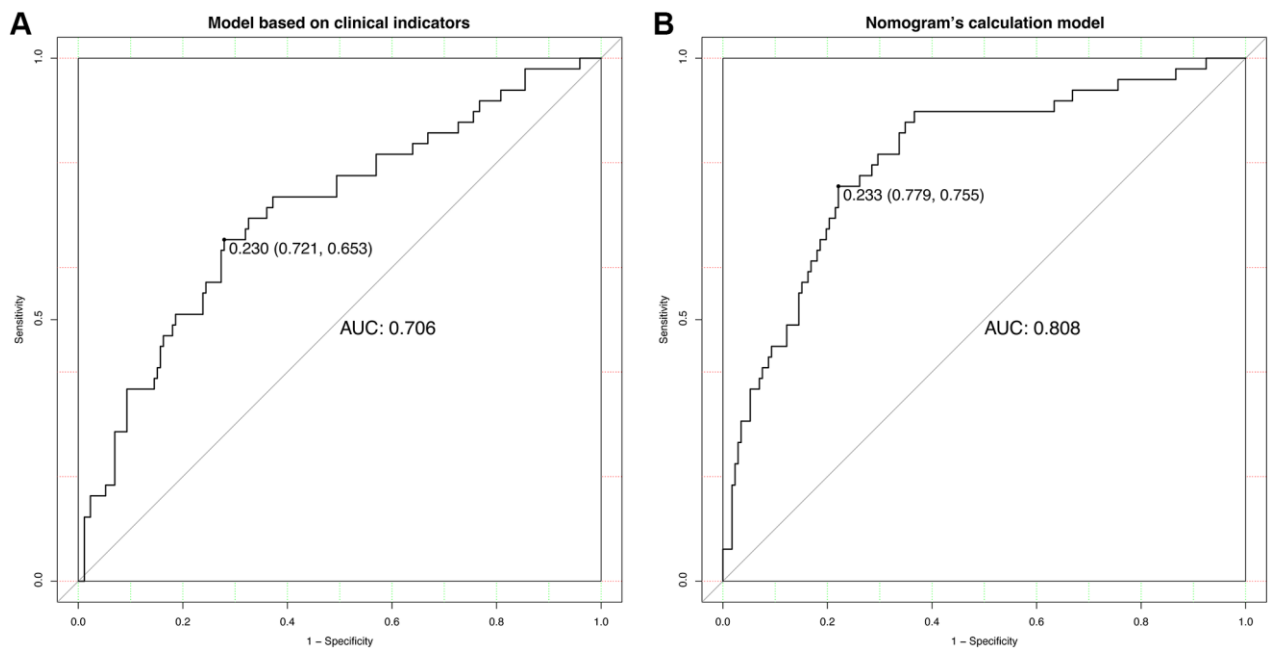 A
Model based on clinical indicators
1.0
0.5
0.0
Sensitivity
0.230 (0.721, 0.653)
AUC: 0.706
0.0 0.2 0.4 0.6 0.8 1.0
1 − Specificity
B
Nomogram's calculation model
1.0
0.5
0.0
Sensitivity
0.233 (0.779, 0.755)
AUC: 0.808
0.0 0.2 0.4 0.6 0.8 1.0
1 − Specificity